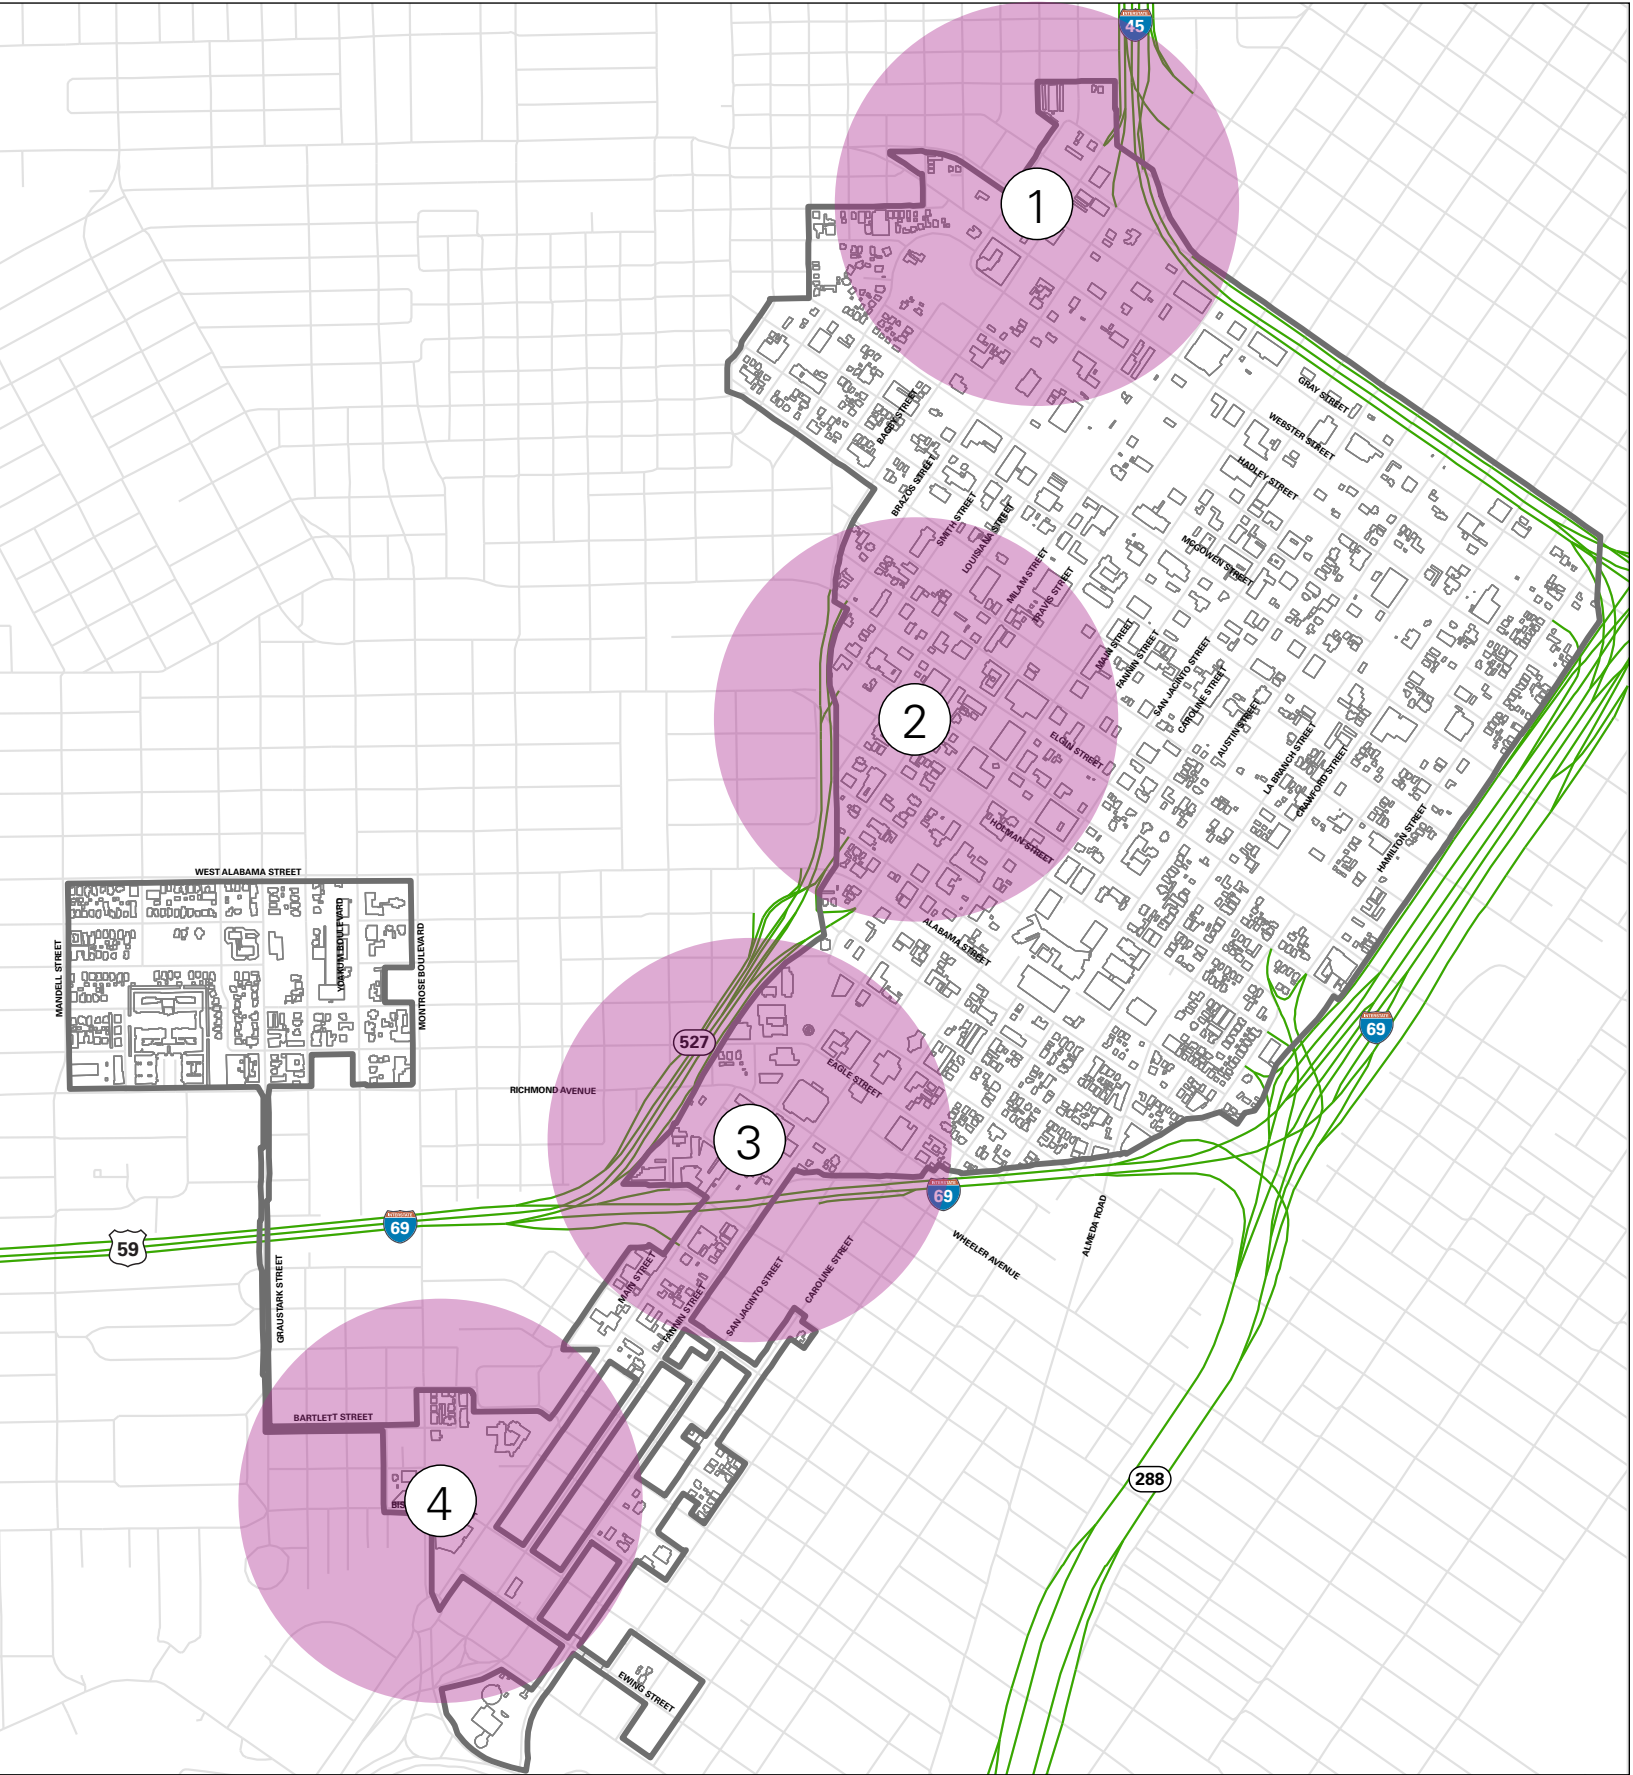 INTERSTATE
45
1
GRAY STREET
WEBSTER STREET
BAGBY STREET
HADLEY STREET
BRAZOS STREET
SMITH STREET
LOUISIANA STREET
MCGOWEN STREET
MILAM STREET
TRAVIS STREET
MAIN STREET
FANNIN STREET
SAN JACINTO STREET
CAROLINE STREET
2
AUSTIN STREET
ELGIN STREET
LA BRANCH STREET
CRAWFORD STREET
HOLMAN STREET
HAMILTON STREET
WEST ALABAMA STREET
ALABAMA STREET
MANDELL STREET
YOAKUM BOULEVARD
MONTROSE BOULEVARD
INTERSTATE
69
527
EAGLE STREET
RICHMOND AVENUE
3
INTERSTATE
69
INTERSTATE
69
59
ALMEDA ROAD
WHEELER AVENUE
GRAUSTARK STREET
MAIN STREET
FANNIN STREET
SAN JACINTO STREET
CAROLINE STREET
BARTLETT STREET
288
4
EWING STREET